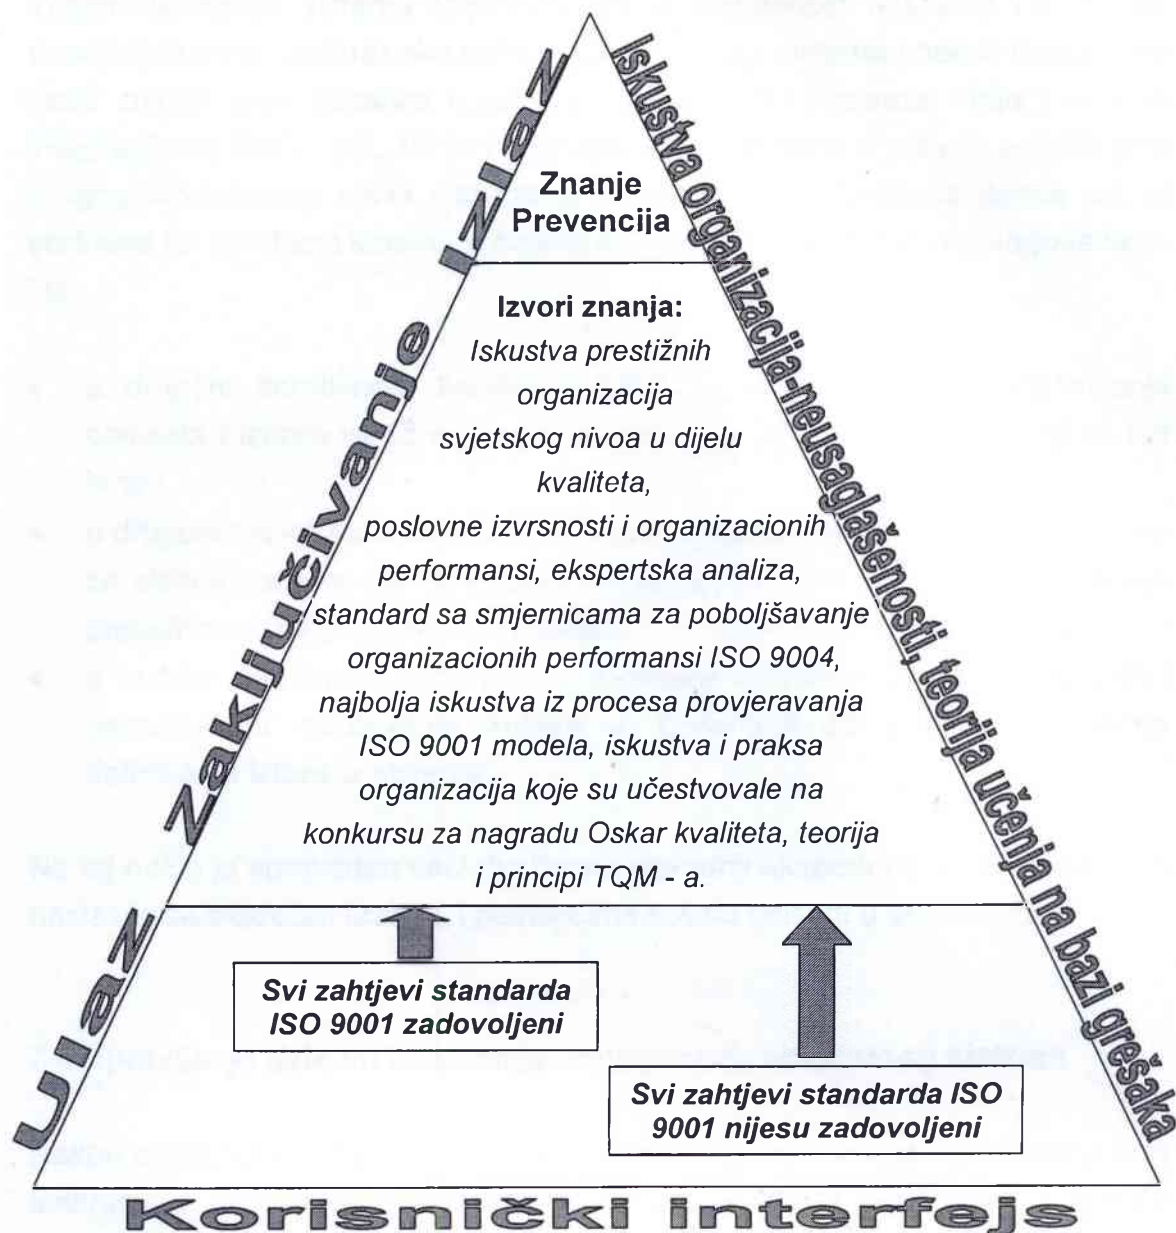 Iskustva organizacija-neusaglašenosti, teorija učenja na bazi grešaka
Izlaz
Znanje
Prevencija
Zaključivanje
Izvori znanja:
Iskustva prestižnih
organizacija
svjetskog nivoa u dijelu
kvaliteta,
poslovne izvrsnosti i organizacionih
performansi, ekspertska analiza,
standard sa smjernicama za poboljšavanje
organizacionih performansi ISO 9004,
najbolja iskustva iz procesa provjeravanja
ISO 9001 modela, iskustva i praksa
organizacija koje su učestvovale na
konkursu za nagradu Oskar kvaliteta, teorija
i principi TQM - a.
Ulaz
Svi zahtjevi standarda
ISO 9001 zadovoljeni
Svi zahtjevi standarda ISO
9001 nijesu zadovoljeni
Korisnički interfejs